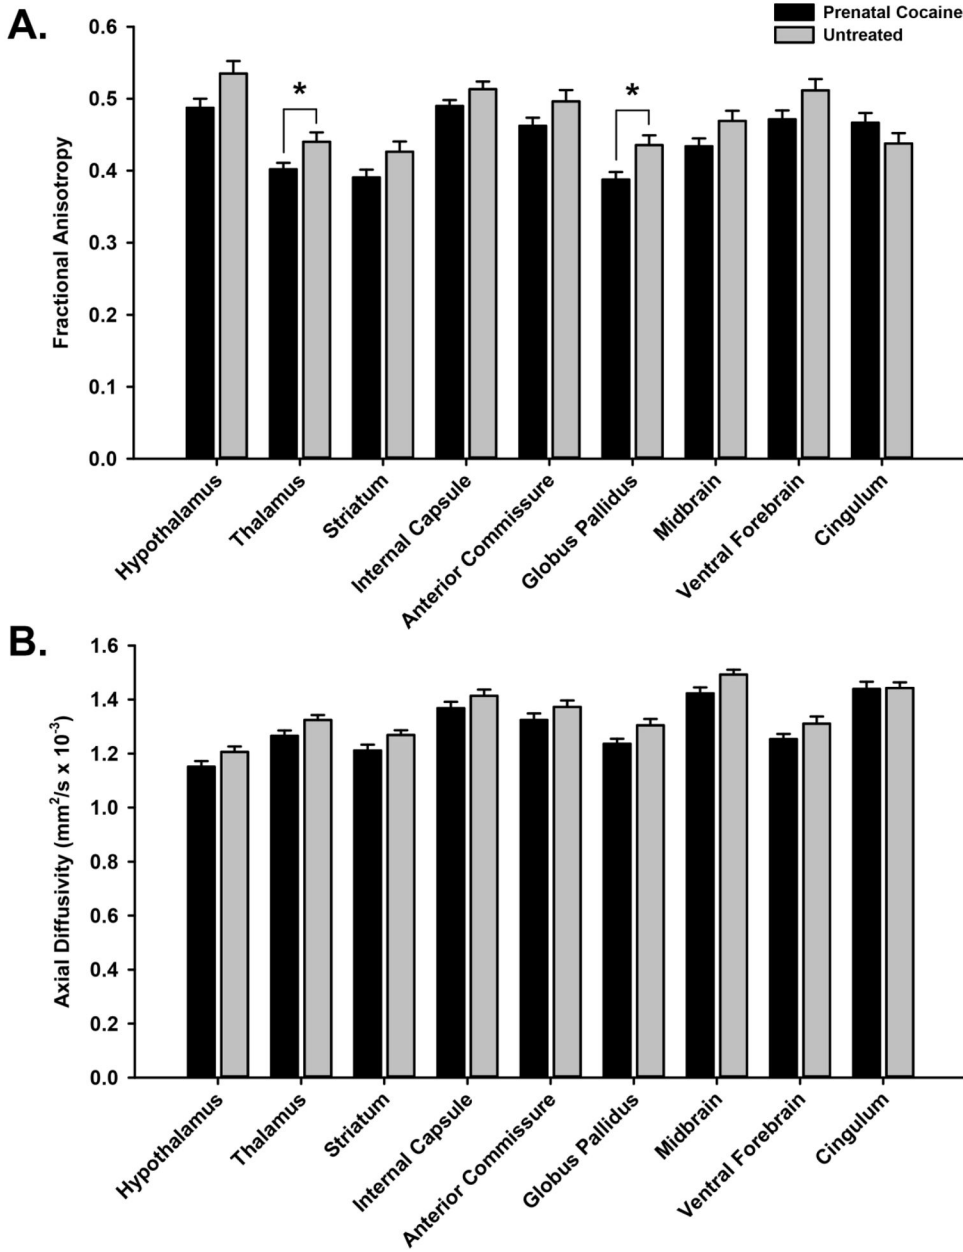 A.
Prenatal Cocaine
Untreated
Fractional Anisotropy
0.6
0.5
0.4
0.3
0.2
0.1
0.0
*
*
Hypothalamus
Thalamus
Striatum
Internal Capsule
Anterior Commissure
Globus Pallidus
Midbrain
Ventral Forebrain
Cingulum
B.
Axial Diffusivity (mm²/s x 10⁻³)
1.6
1.4
1.2
1.0
0.8
0.6
0.4
0.2
0.0
Hypothalamus
Thalamus
Striatum
Internal Capsule
Anterior Commissure
Globus Pallidus
Midbrain
Ventral Forebrain
Cingulum